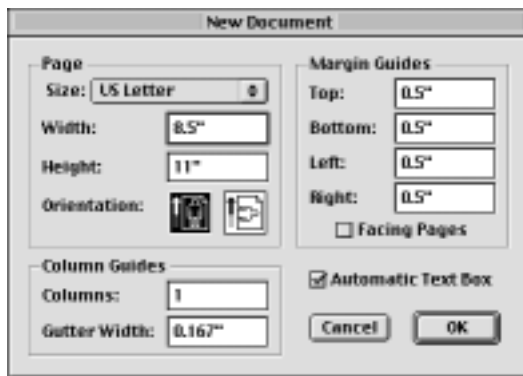 New Document
Page
Size: US Letter
Width: 8.5"
Height: 11"
Orientation:
Column Guides
Columns: 1
Gutter Width: 0.167"
Margin Guides
Top: 0.5"
Bottom: 0.5"
Left: 0.5"
Right: 0.5"
Facing Pages
Automatic Text Box
Cancel OK